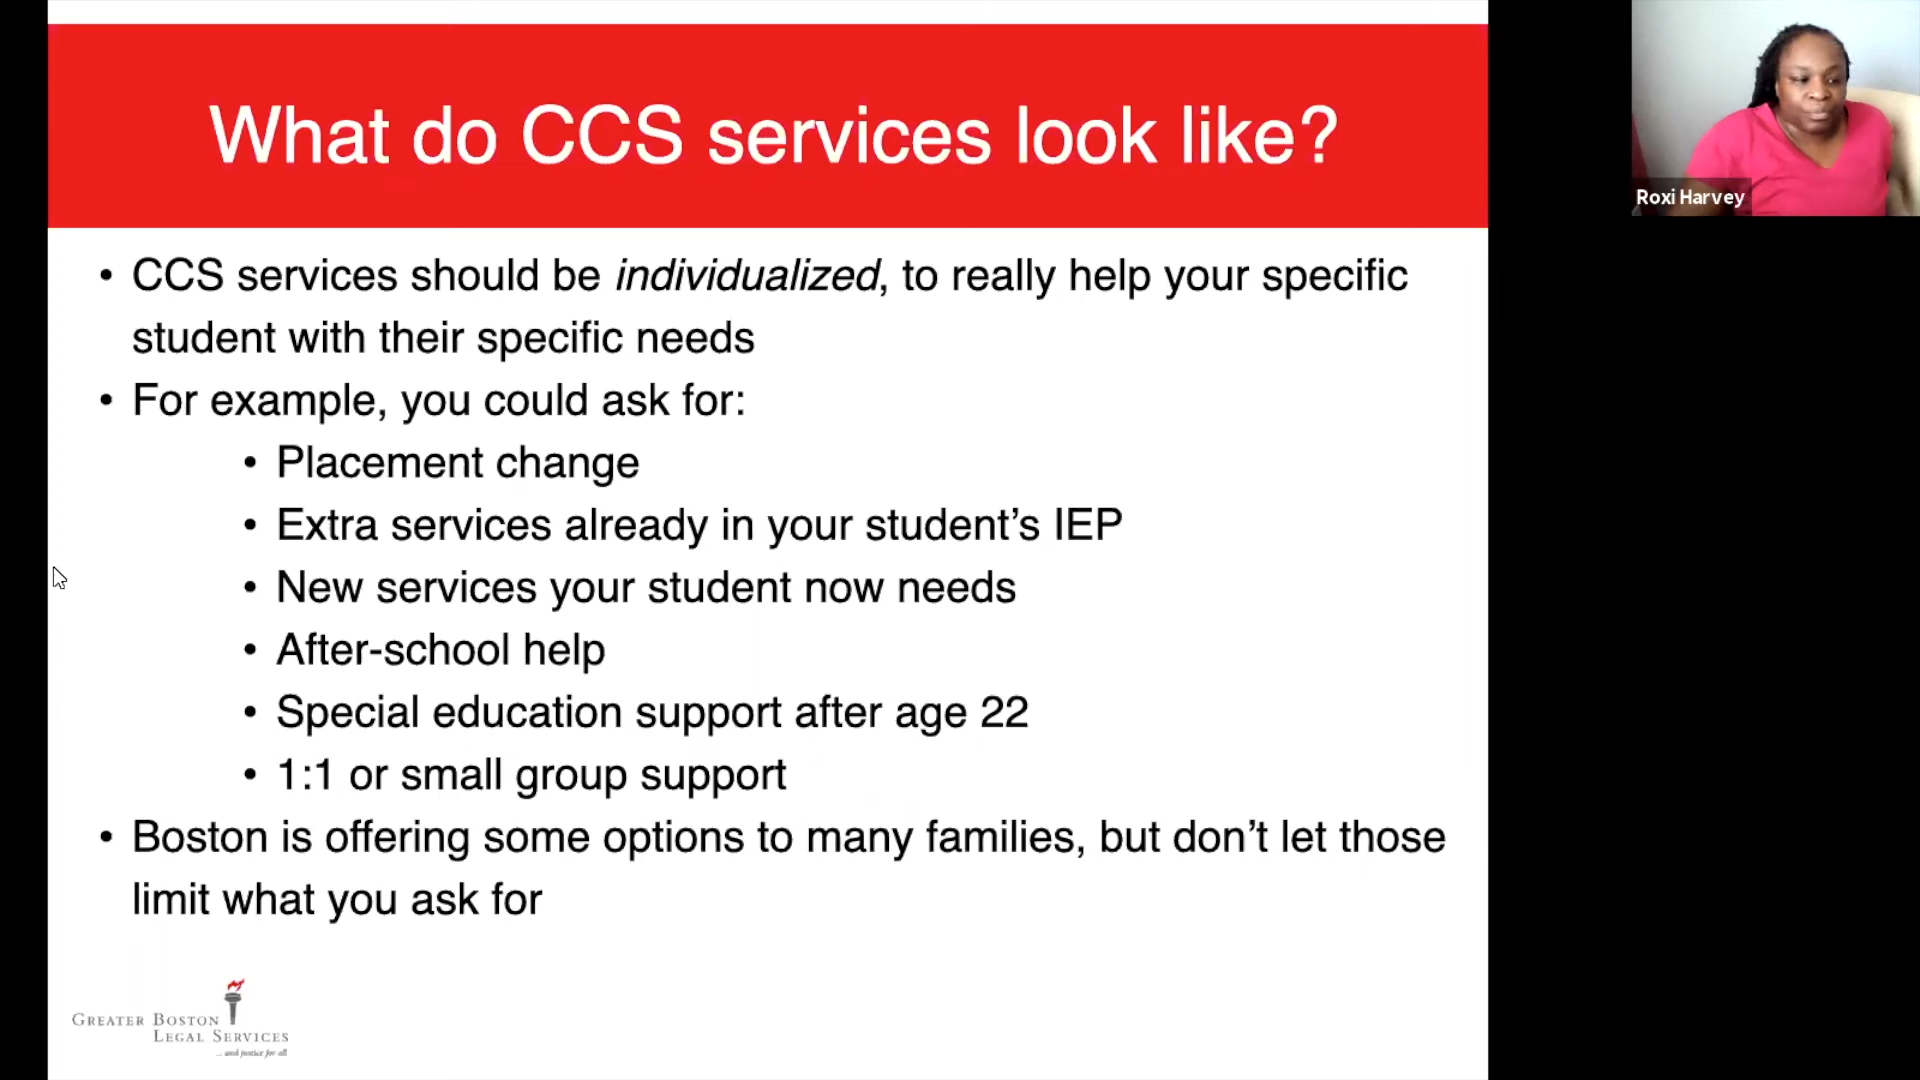 What do CCS services look like?
• CCS services should be individualized, to really help your specific
student with their specific needs
• For example, you could ask for:
• Placement change
• Extra services already in your student’s IEP
• New services your student now needs
• After-school help
• Special education support after age 22
• 1:1 or small group support
• Boston is offering some options to many families, but don’t let those
limit what you ask for
GREATER BOSTON
LEGAL SERVICES
... and justice for all
Roxi Harvey